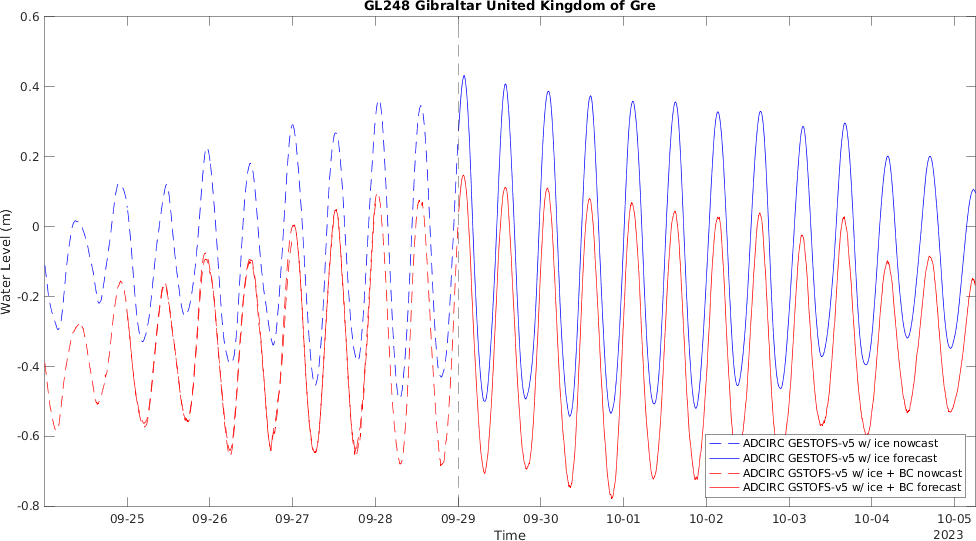 GL248 Gibraltar United Kingdom of Gre
0.6
0.4
0.2
0
-0.2
-0.4
-0.6
-0.8
Water Level (m)
ADCIRC GESTOFS-v5 w/ ice nowcast
ADCIRC GESTOFS-v5 w/ ice forecast
ADCIRC GSTOFS-v5 w/ ice + BC nowcast
ADCIRC GSTOFS-v5 w/ ice + BC forecast
09-25 09-26 09-27 09-28 09-29 09-30 10-01 10-02 10-03 10-04 10-05
Time
2023